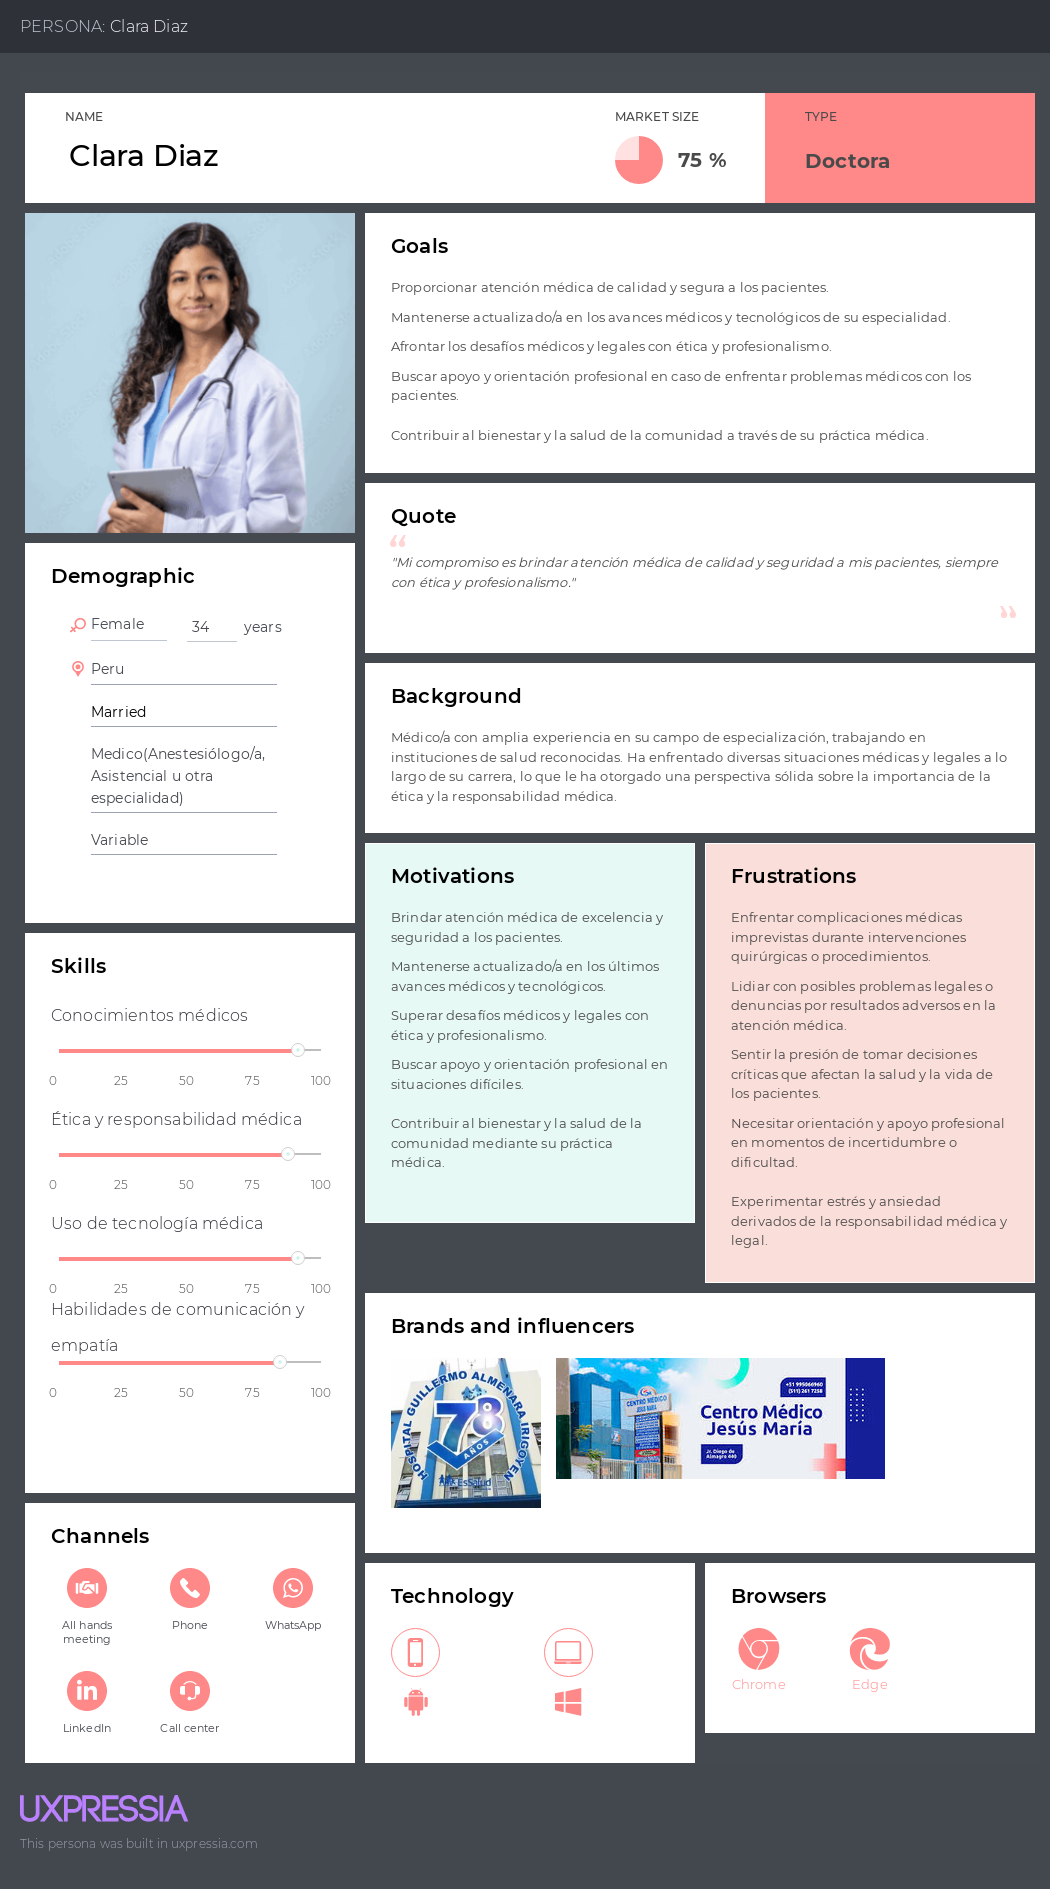 PERSONA: Clara Diaz
NAME
Clara Diaz
MARKET SIZE
75 %
TYPE
Doctora
Goals
Proporcionar atención médica de calidad y segura a los pacientes.
Mantenerse actualizado/a en los avances médicos y tecnológicos de su especialidad.
Afrontar los desafíos médicos y legales con ética y profesionalismo.
Buscar apoyo y orientación profesional en caso de enfrentar problemas médicos con los
pacientes.
Contribuir al bienestar y la salud de la comunidad a través de su práctica médica.
Quote
"Mi compromiso es brindar atención médica de calidad y seguridad a mis pacientes, siempre
con ética y profesionalismo."
Demographic
Female
34 years
Peru
Married
Medico(Anestesiólogo/a,
Asistencial u otra
especialidad)
Variable
Background
Médico/a con amplia experiencia en su campo de especialización, trabajando en
instituciones de salud reconocidas. Ha enfrentado diversas situaciones médicas y legales a lo
largo de su carrera, lo que le ha otorgado una perspectiva sólida sobre la importancia de la
ética y la responsabilidad médica.
Skills
Conocimientos médicos
0 25 50 75 100
Ética y responsabilidad médica
0 25 50 75 100
Uso de tecnología médica
0 25 50 75 100
Habilidades de comunicación y
empatía
0 25 50 75 100
Motivations
Brindar atención médica de excelencia y
seguridad a los pacientes.
Mantenerse actualizado/a en los últimos
avances médicos y tecnológicos.
Superar desafíos médicos y legales con
ética y profesionalismo.
Buscar apoyo y orientación profesional en
situaciones difíciles.
Contribuir al bienestar y la salud de la
comunidad mediante su práctica
médica.
Frustrations
Enfrentar complicaciones médicas
imprevistas durante intervenciones
quirúrgicas o procedimientos.
Lidiar con posibles problemas legales o
denuncias por resultados adversos en la
atención médica.
Sentir la presión de tomar decisiones
críticas que afectan la salud y la vida de
los pacientes.
Necesitar orientación y apoyo profesional
en momentos de incertidumbre o
dificultad.
Experimentar estrés y ansiedad
derivados de la responsabilidad médica y
legal.
Brands and influencers
HOSPITAL GUILLERMO ALMENARA IRIGOYEN
78
AÑOS
EsSalud
CENTRO MÉDICO
JESÚS MARÍA
+51 995066960
(511) 261 7258
Centro Médico
Jesús María
Jr. Diego de
Almagro 440
Channels
All hands
meeting
Phone
WhatsApp
LinkedIn
Call center
Technology
Browsers
Chrome
Edge
UXPRESSIA
This persona was built in uxpressia.com